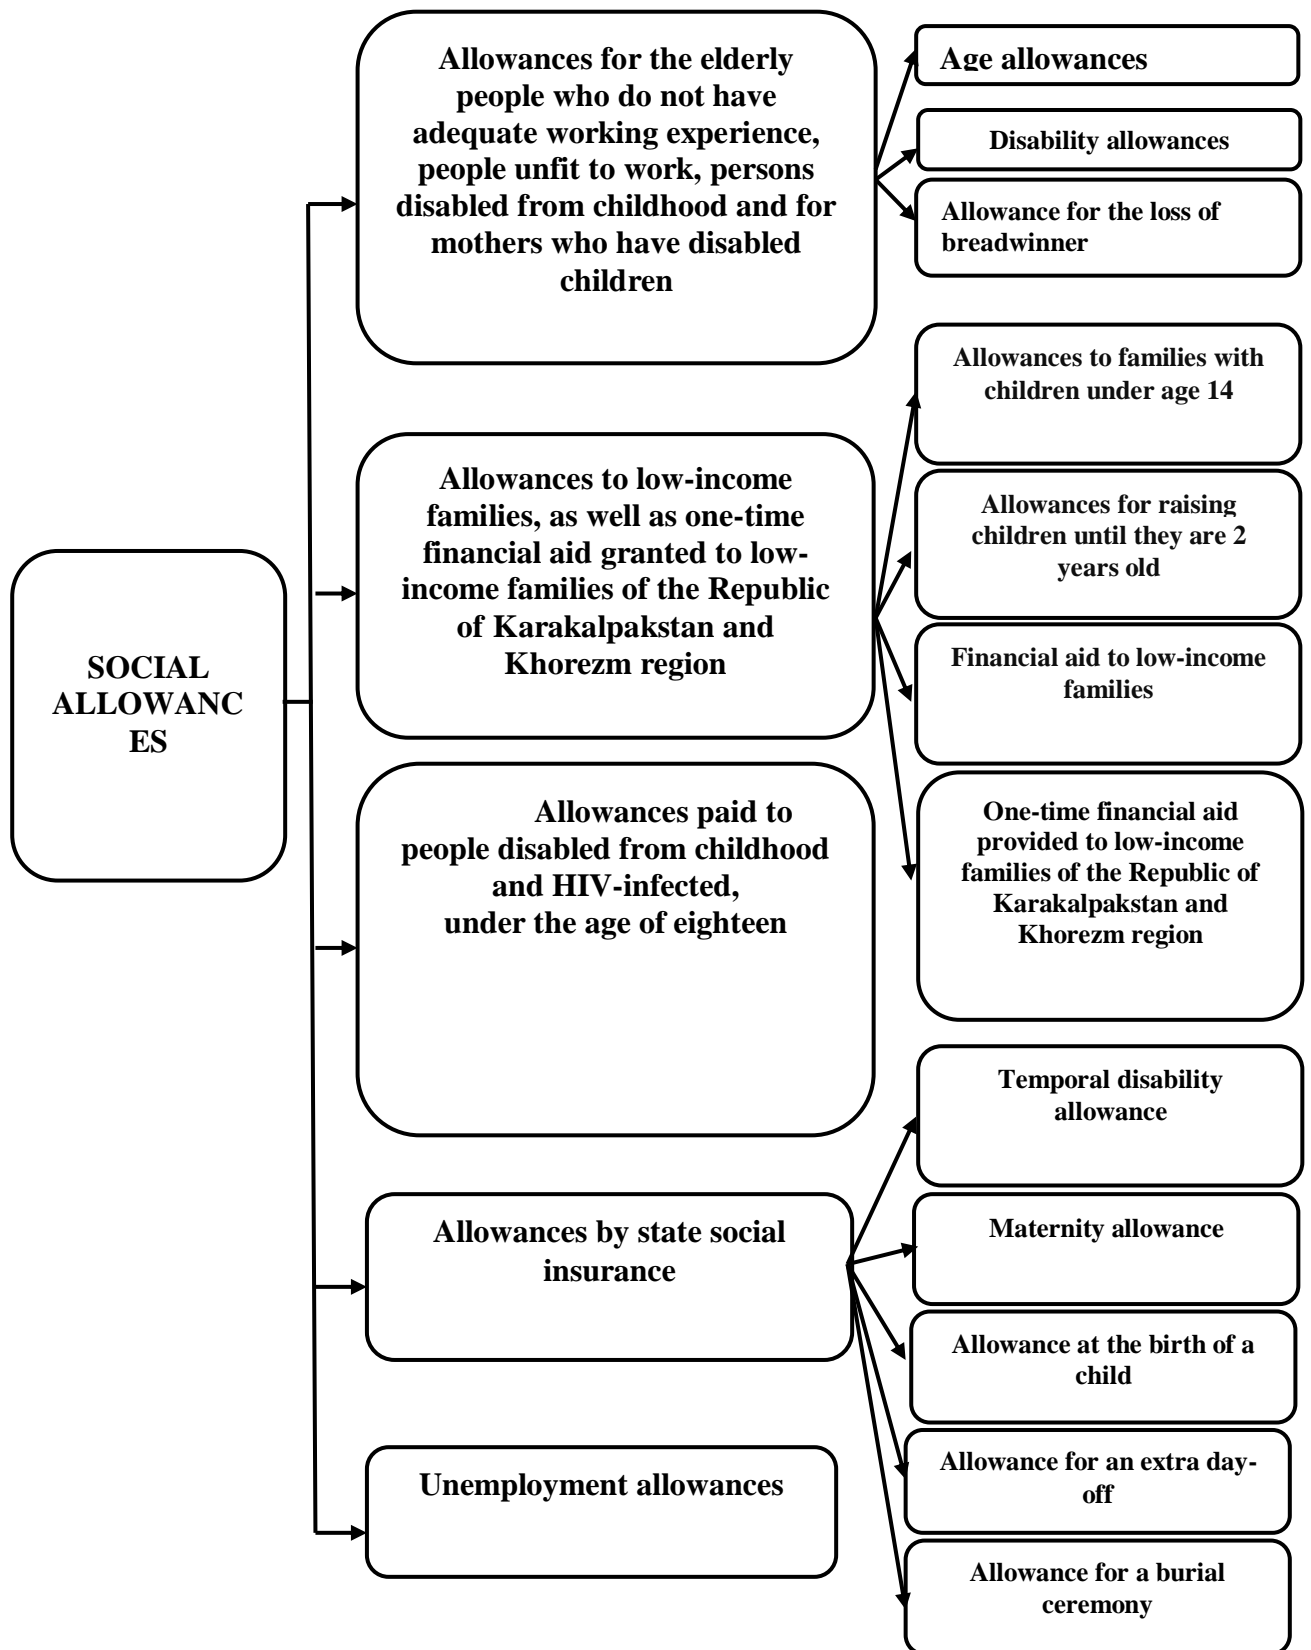 SOCIAL
ALLOWANC
ES
Allowances for the elderly
people who do not have
adequate working experience,
people unfit to work, persons
disabled from childhood and for
mothers who have disabled
children
Age allowances
Disability allowances
Allowance for the loss of
breadwinner
Allowances to low-income
families, as well as one-time
financial aid granted to low-
income families of the Republic
of Karakalpakstan and
Khorezm region
Allowances to families with
children under age 14
Allowances for raising
children until they are 2
years old
Financial aid to low-income
families
One-time financial aid
provided to low-income
families of the Republic of
Karakalpakstan and
Khorezm region
Allowances paid to
people disabled from childhood
and HIV-infected,
under the age of eighteen
Allowances by state social
insurance
Temporal disability
allowance
Maternity allowance
Allowance at the birth of a
child
Allowance for an extra day-
off
Allowance for a burial
ceremony
Unemployment allowances